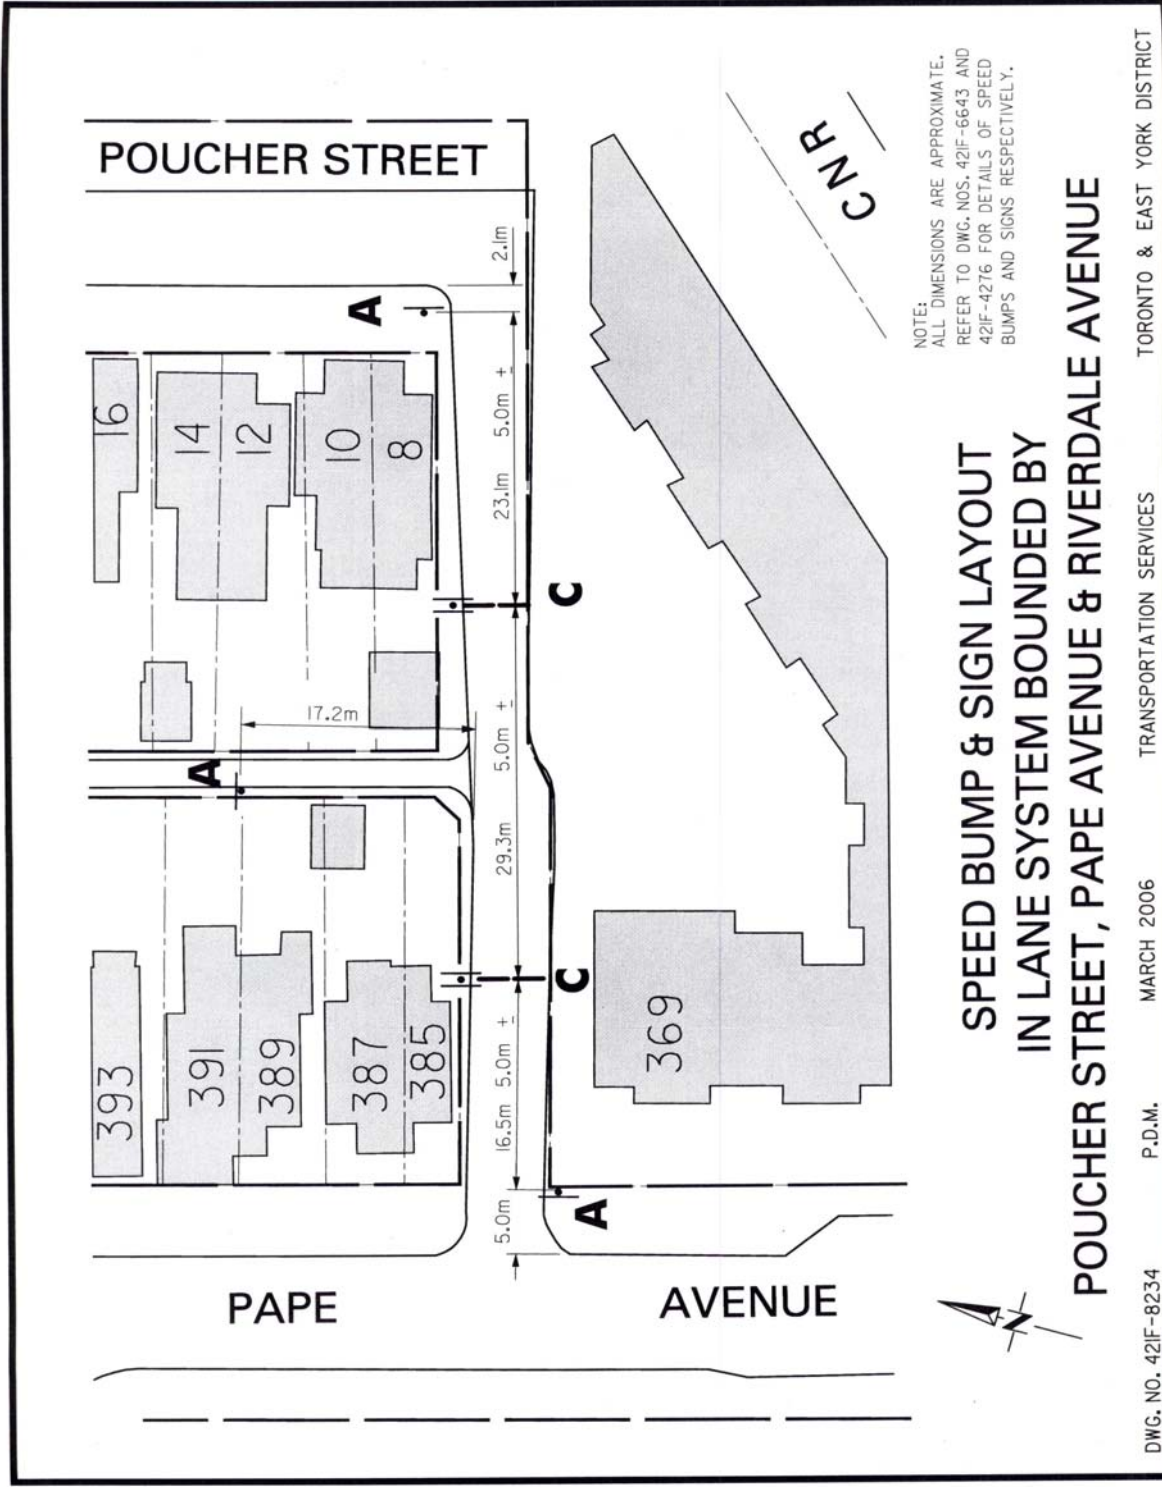 POUCHER STREET
16
14
12
10
8
A
2.1m
5.0m ±
23.1m
C
5.0m ±
29.3m
17.2m
A
393
391
389
387
385
C
16.5m 5.0m ±
5.0m
A
369
PAPE
AVENUE
CNR
NOTE:
ALL DIMENSIONS ARE APPROXIMATE.
REFER TO DWG. NOS. 421F-6643 AND
421F-4276 FOR DETAILS OF SPEED
BUMPS AND SIGNS RESPECTIVELY.
N
SPEED BUMP & SIGN LAYOUT
IN LANE SYSTEM BOUNDED BY
POUCHER STREET, PAPE AVENUE & RIVERDALE AVENUE
DWG. NO. 421F-8234 P.D.M. MARCH 2006 TRANSPORTATION SERVICES TORONTO & EAST YORK DISTRICT